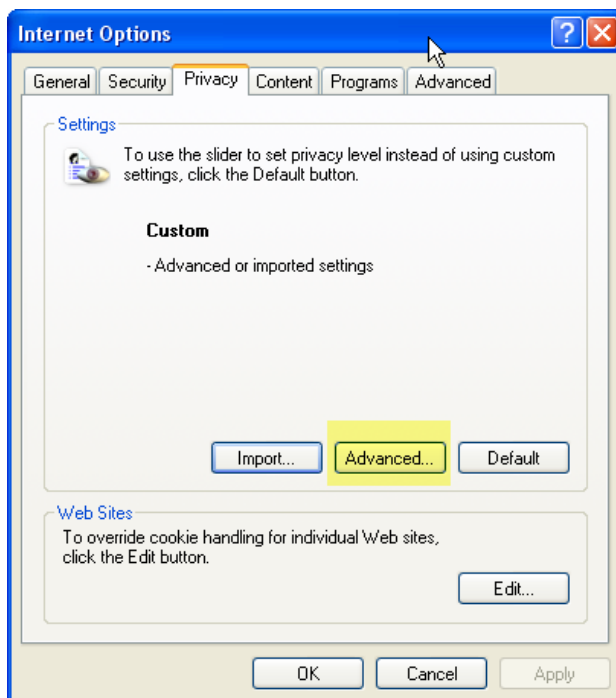 Internet Options
General Security Privacy Content Programs Advanced
Settings
To use the slider to set privacy level instead of using custom
settings, click the Default button.
Custom
- Advanced or imported settings
Import... Advanced... Default
Web Sites
To override cookie handling for individual Web sites,
click the Edit button.
Edit...
OK Cancel Apply